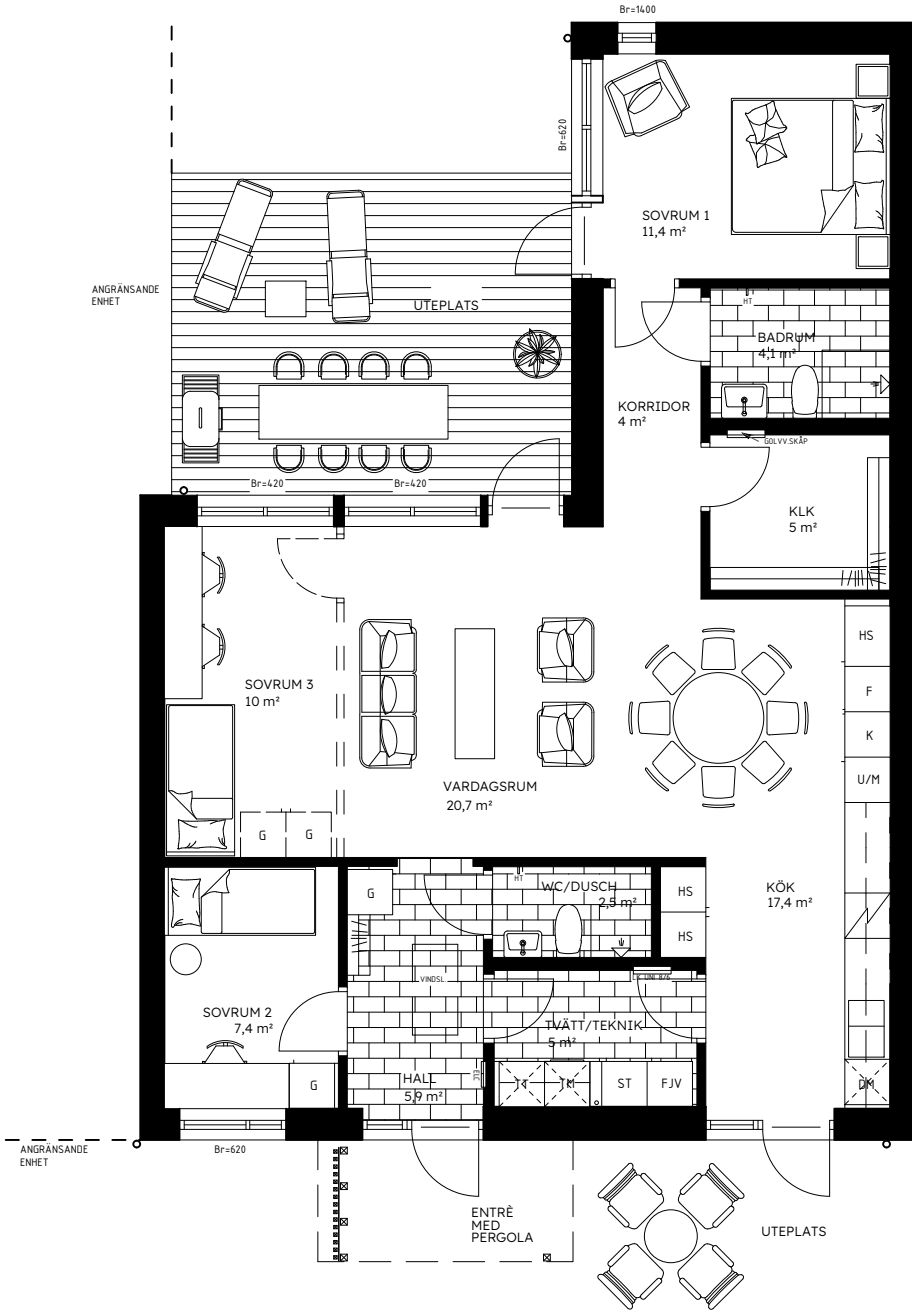 Br=1400
Br=620
SOVRUM 1
11,4 m²
ANGRÄNSANDE
ENHET
UTEPLATS
HT
BADRUM
4,1 m²
KORRIDOR
4 m²
GOLVV.SKÅP
Br=420
Br=420
KLK
5 m²
HS
SOVRUM 3
10 m²
F
K
U/M
VARDAGSRUM
20,7 m²
G
G
G
HT
WC/DUSCH
2,5 m²
HS
HS
KÖK
17,4 m²
VINDSL
SOVRUM 2
7,4 m²
TVÄTT/TEKNIK
5 m²
G
HALL
5,9 m²
TT
TM
ST
FJV
DM
ANGRÄNSANDE
ENHET
Br=620
ENTRÈ
MED
PERGOLA
UTEPLATS